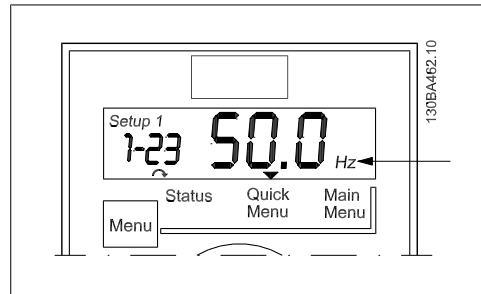 130BA462.10
Setup 1
1-23 50.0 Hz
Status Quick Menu Main Menu
Menu